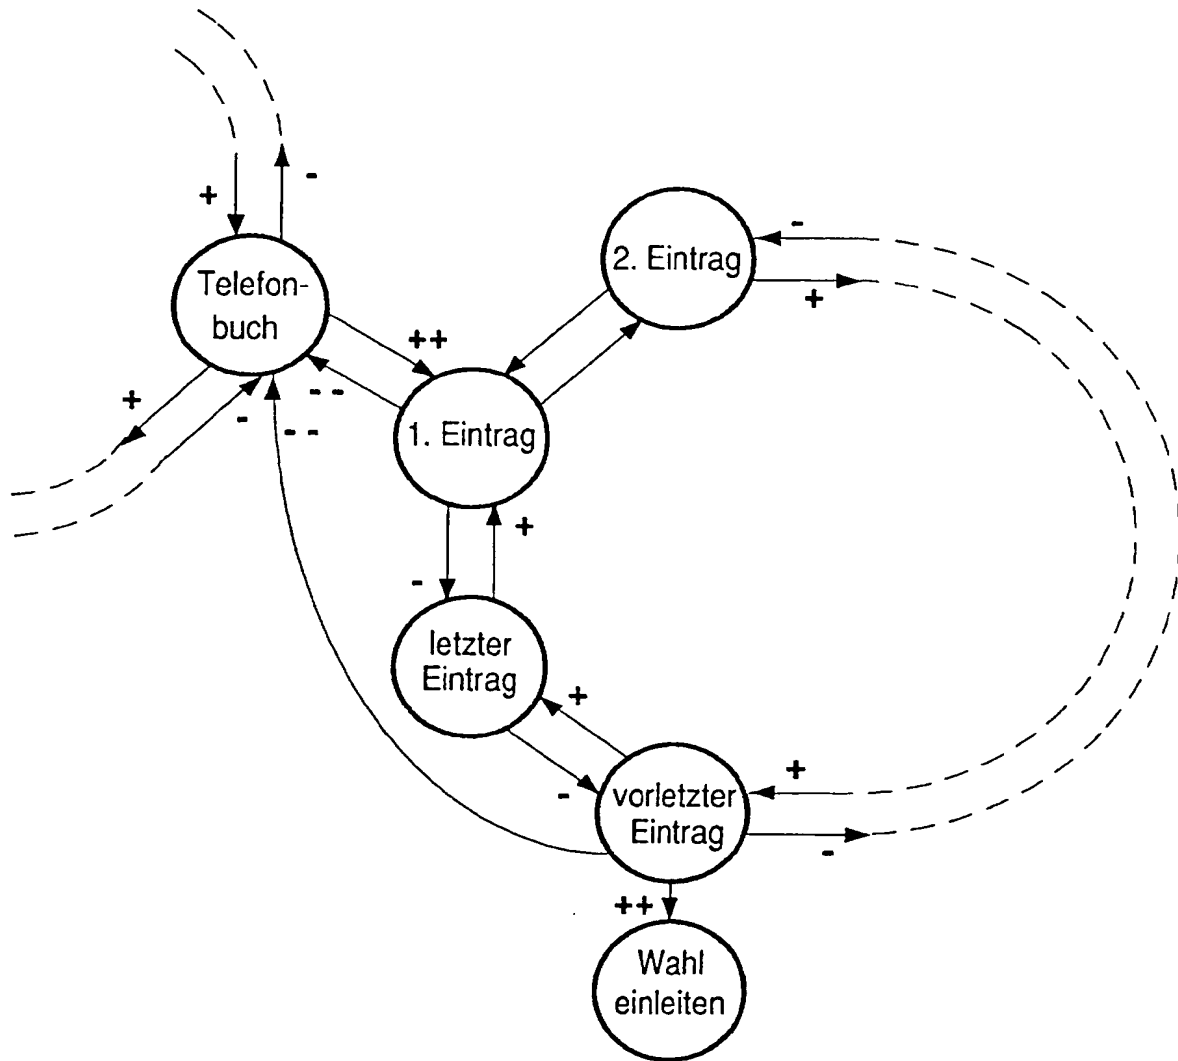 -
+
Telefon-
buch
2. Eintrag
-
+
++
--
+
-
--
1. Eintrag
-
+
letzter
Eintrag
+
-
vorletzter
Eintrag
+
-
++
Wahl
einleiten